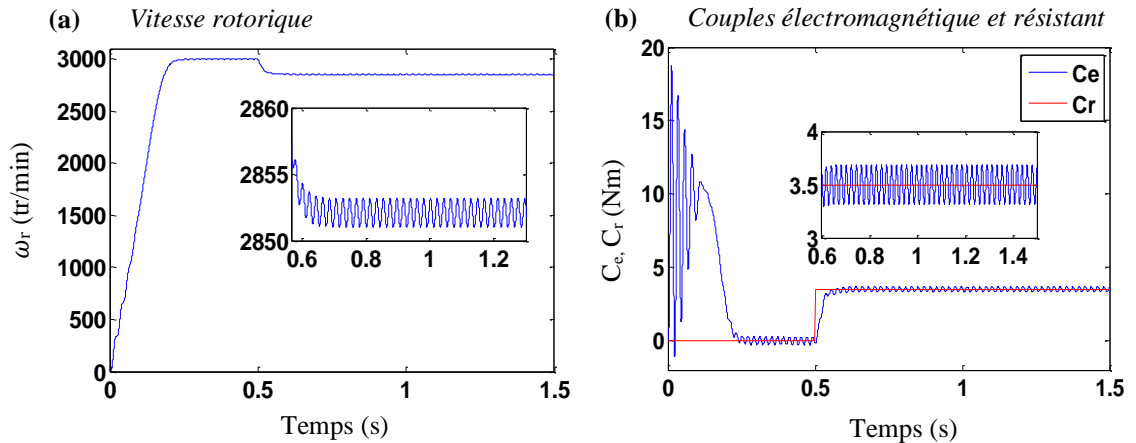 (a) Vitesse rotorique
3000
2500
2000
1500
1000
500
0
0 0.5 1 1.5
ωr (tr/min)
Temps (s)
2860
2855
2850
0.6 0.8 1 1.2
(b) Couples électromagnétique et résistant
20
15
10
5
0
0 0.5 1 1.5
Ce, Cr (Nm)
Temps (s)
Ce
Cr
4
3.5
3
0.6 0.8 1 1.2 1.4